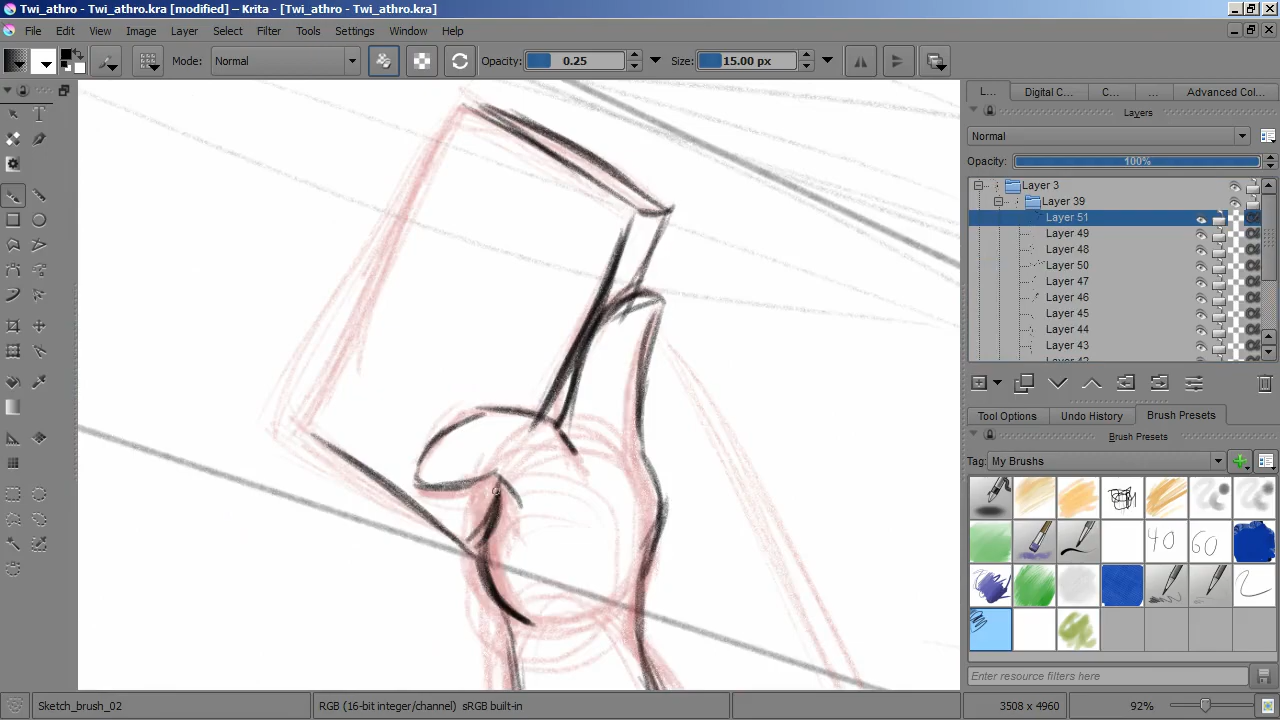 Twi_athro - Twi_athro.kra [modified] – Krita - [Twi_athro - Twi_athro.kra]
File Edit View Image Layer Select Filter Tools Settings Window Help
Mode: Normal Opacity: 0.25 Size: 15.00 px
L... Digital C... C... ... Advanced Col...
Layers
Normal
Opacity: 100%
Layer 3
Layer 39
Layer 51
Layer 49
Layer 48
Layer 50
Layer 47
Layer 46
Layer 45
Layer 44
Layer 43
Tool Options Undo History Brush Presets
Brush Presets
Tag: My Brushs
40 60
Enter resource filters here
Sketch_brush_02 RGB (16-bit integer/channel) sRGB built-in 3508 x 4960 92%